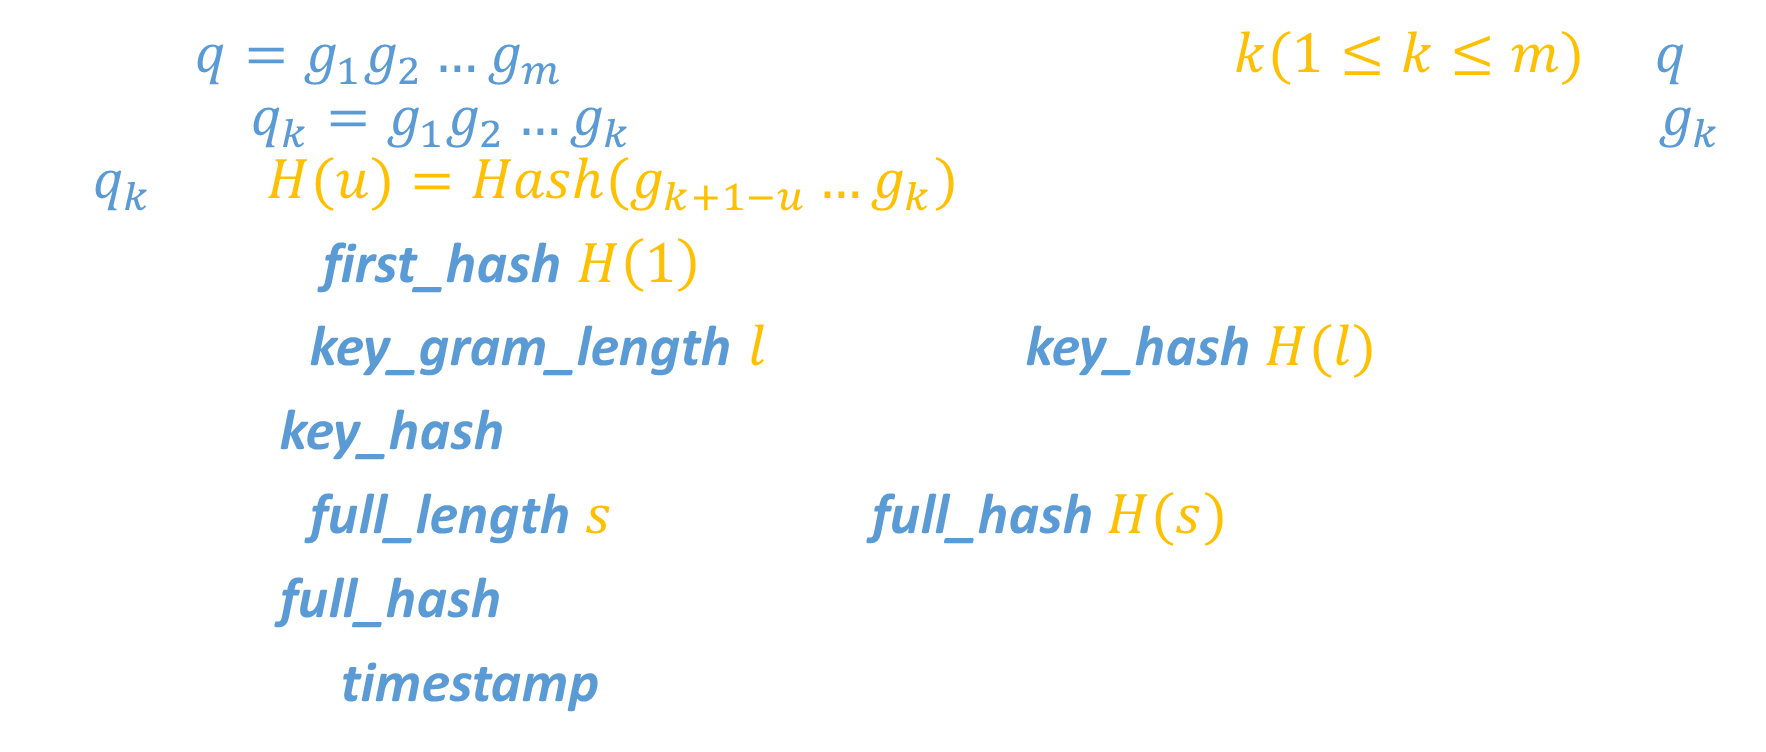 q = g₁g₂ … gₘ k(1 ≤ k ≤ m) q
qₖ = g₁g₂ … gₖ gₖ
qₖ H(u) = Hash(gₖ₊₁₋ᵤ … gₖ)
first_hash H(1)
key_gram_length l key_hash H(l)
key_hash
full_length s full_hash H(s)
full_hash
timestamp